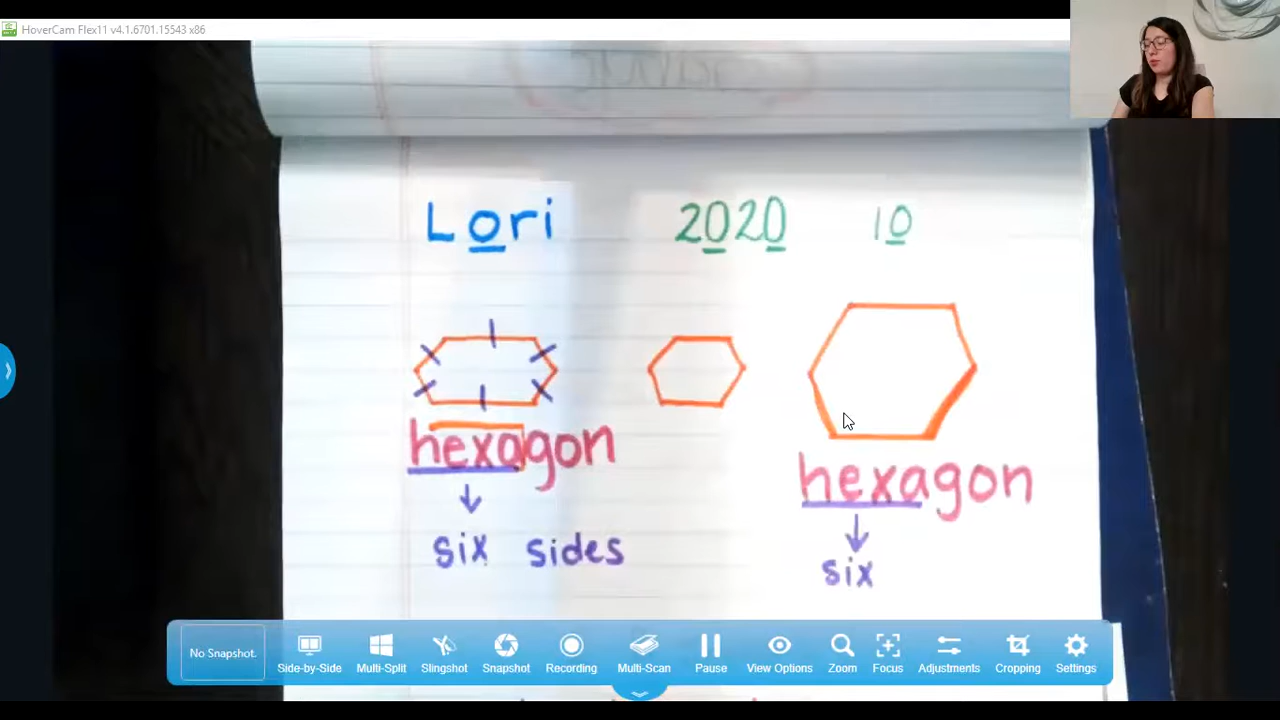 HoverCam Flex11 v4.1.6701.15543 x86
Lori 2020 10
hexagon
six sides
hexagon
six
No Snapshot.
Side-by-Side
Multi-Split
Slingshot
Snapshot
Recording
Multi-Scan
Pause
View Options
Zoom
Focus
Adjustments
Cropping
Settings